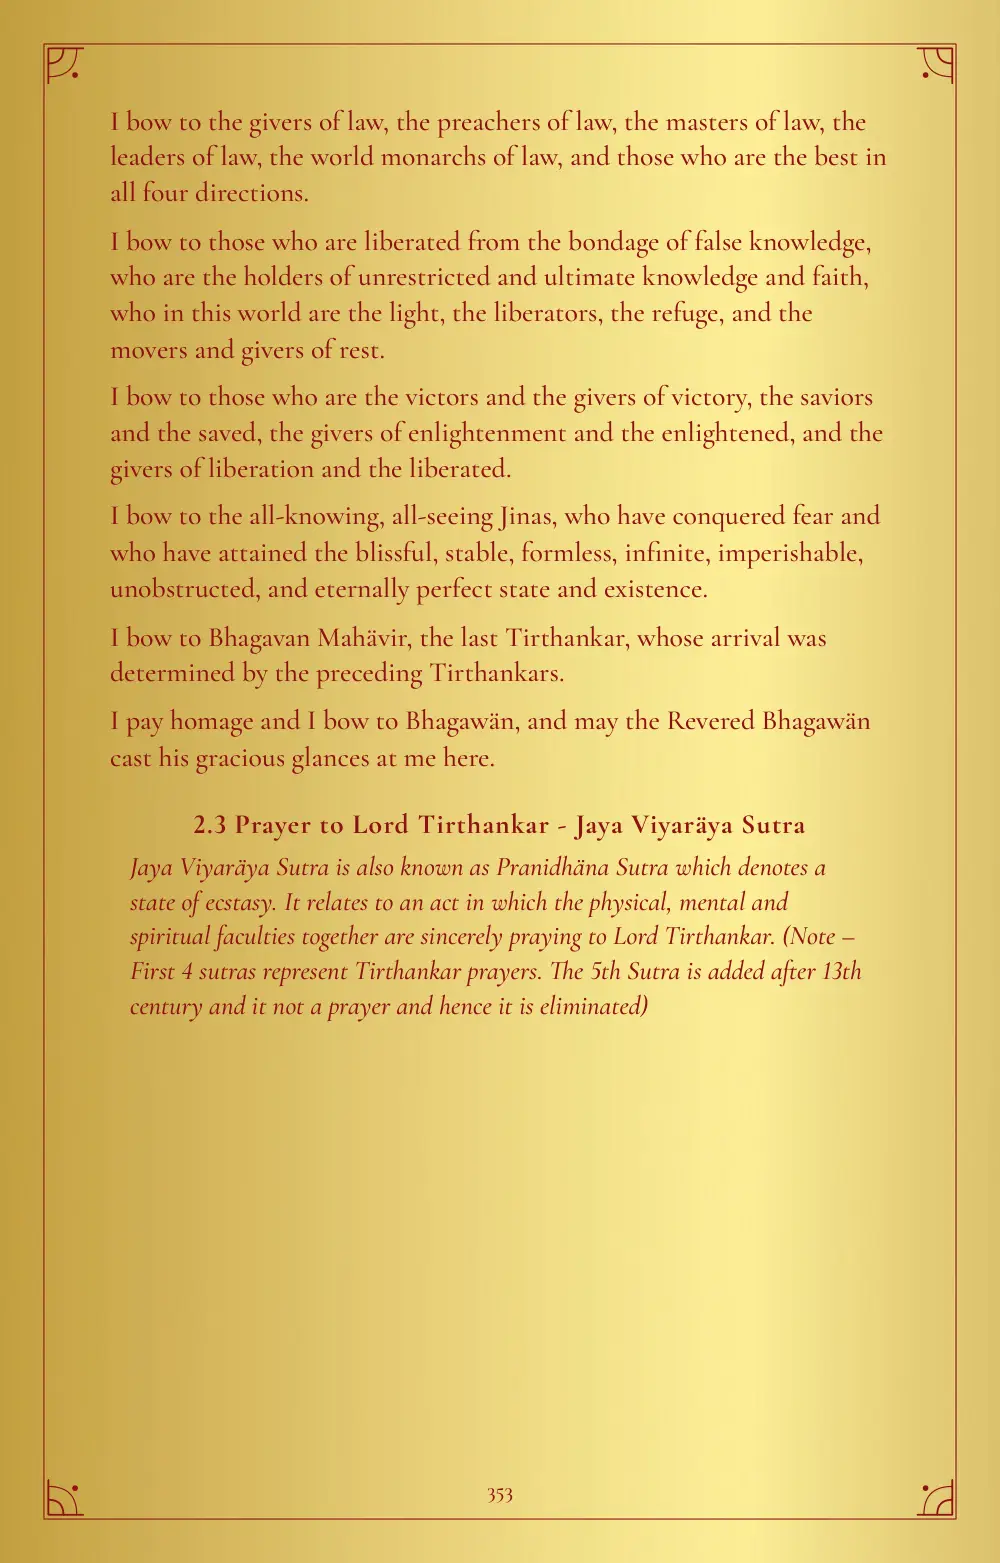 I bow to the givers of law, the preachers of law, the masters of law, the
leaders of law, the world monarchs of law, and those who are the best in
all four directions.
I bow to those who are liberated from the bondage of false knowledge,
who are the holders of unrestricted and ultimate knowledge and faith,
who in this world are the light, the liberators, the refuge, and the
movers and givers of rest.
I bow to those who are the victors and the givers of victory, the saviors
and the saved, the givers of enlightenment and the enlightened, and the
givers of liberation and the liberated.
I bow to the all-knowing, all-seeing Jinas, who have conquered fear and
who have attained the blissful, stable, formless, infinite, imperishable,
unobstructed, and eternally perfect state and existence.
I bow to Bhagavan Mahävir, the last Tirthankar, whose arrival was
determined by the preceding Tirthankars.
I pay homage and I bow to Bhagawän, and may the Revered Bhagawän
cast his gracious glances at me here.
2.3 Prayer to Lord Tirthankar - Jaya Viyaräya Sutra
Jaya Viyaräya Sutra is also known as Pranidhäna Sutra which denotes a
state of ecstasy. It relates to an act in which the physical, mental and
spiritual faculties together are sincerely praying to Lord Tirthankar. (Note –
First 4 sutras represent Tirthankar prayers. The 5th Sutra is added after 13th
century and it not a prayer and hence it is eliminated)
353